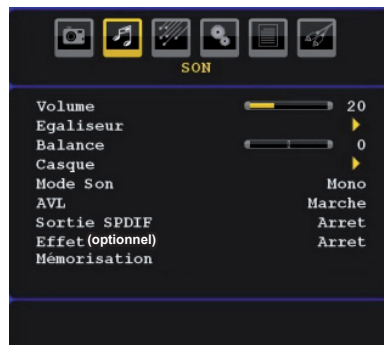 SON
Volume 20
Egaliseur
Balance 0
Casque
Mode Son Mono
AVL Marche
Sortie SPDIF Arret
Effet (optionnel) Arret
Mémorisation